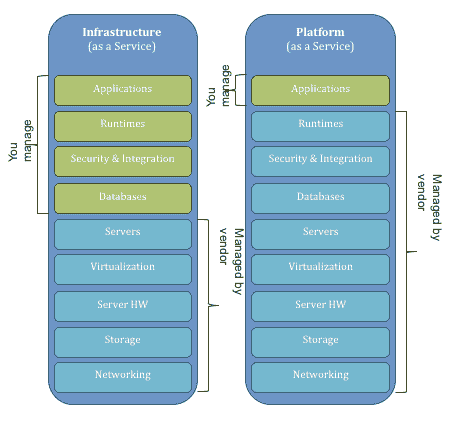 Infrastructure
(as a Service)
You
manage
Applications
Runtimes
Security & Integration
Databases
Servers
Virtualization
Server HW
Storage
Networking
Managed by
vendor
Platform
(as a Service)
You
manage
Applications
Runtimes
Security & Integration
Databases
Servers
Virtualization
Server HW
Storage
Networking
Managed by
vendor